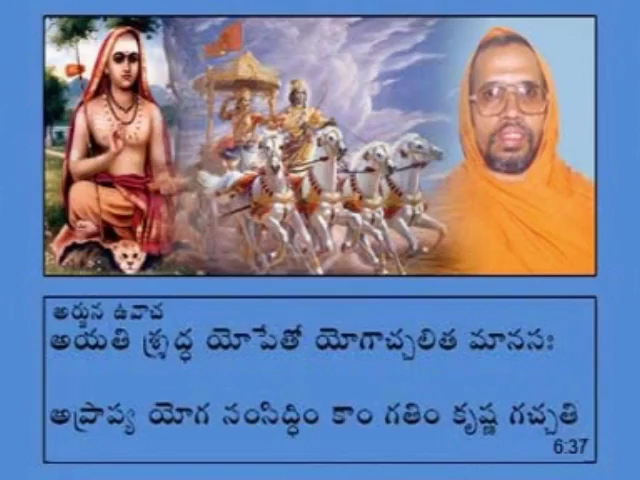 అర్జున ఉవాచ
అయతి శ్శ్రద్ధ యోపేతో యోగాచ్చలిత మానసః
అప్రాప్య యోగ సంసిద్ధిం కాం గతిం కృష్ణ గచ్ఛతి
6:37